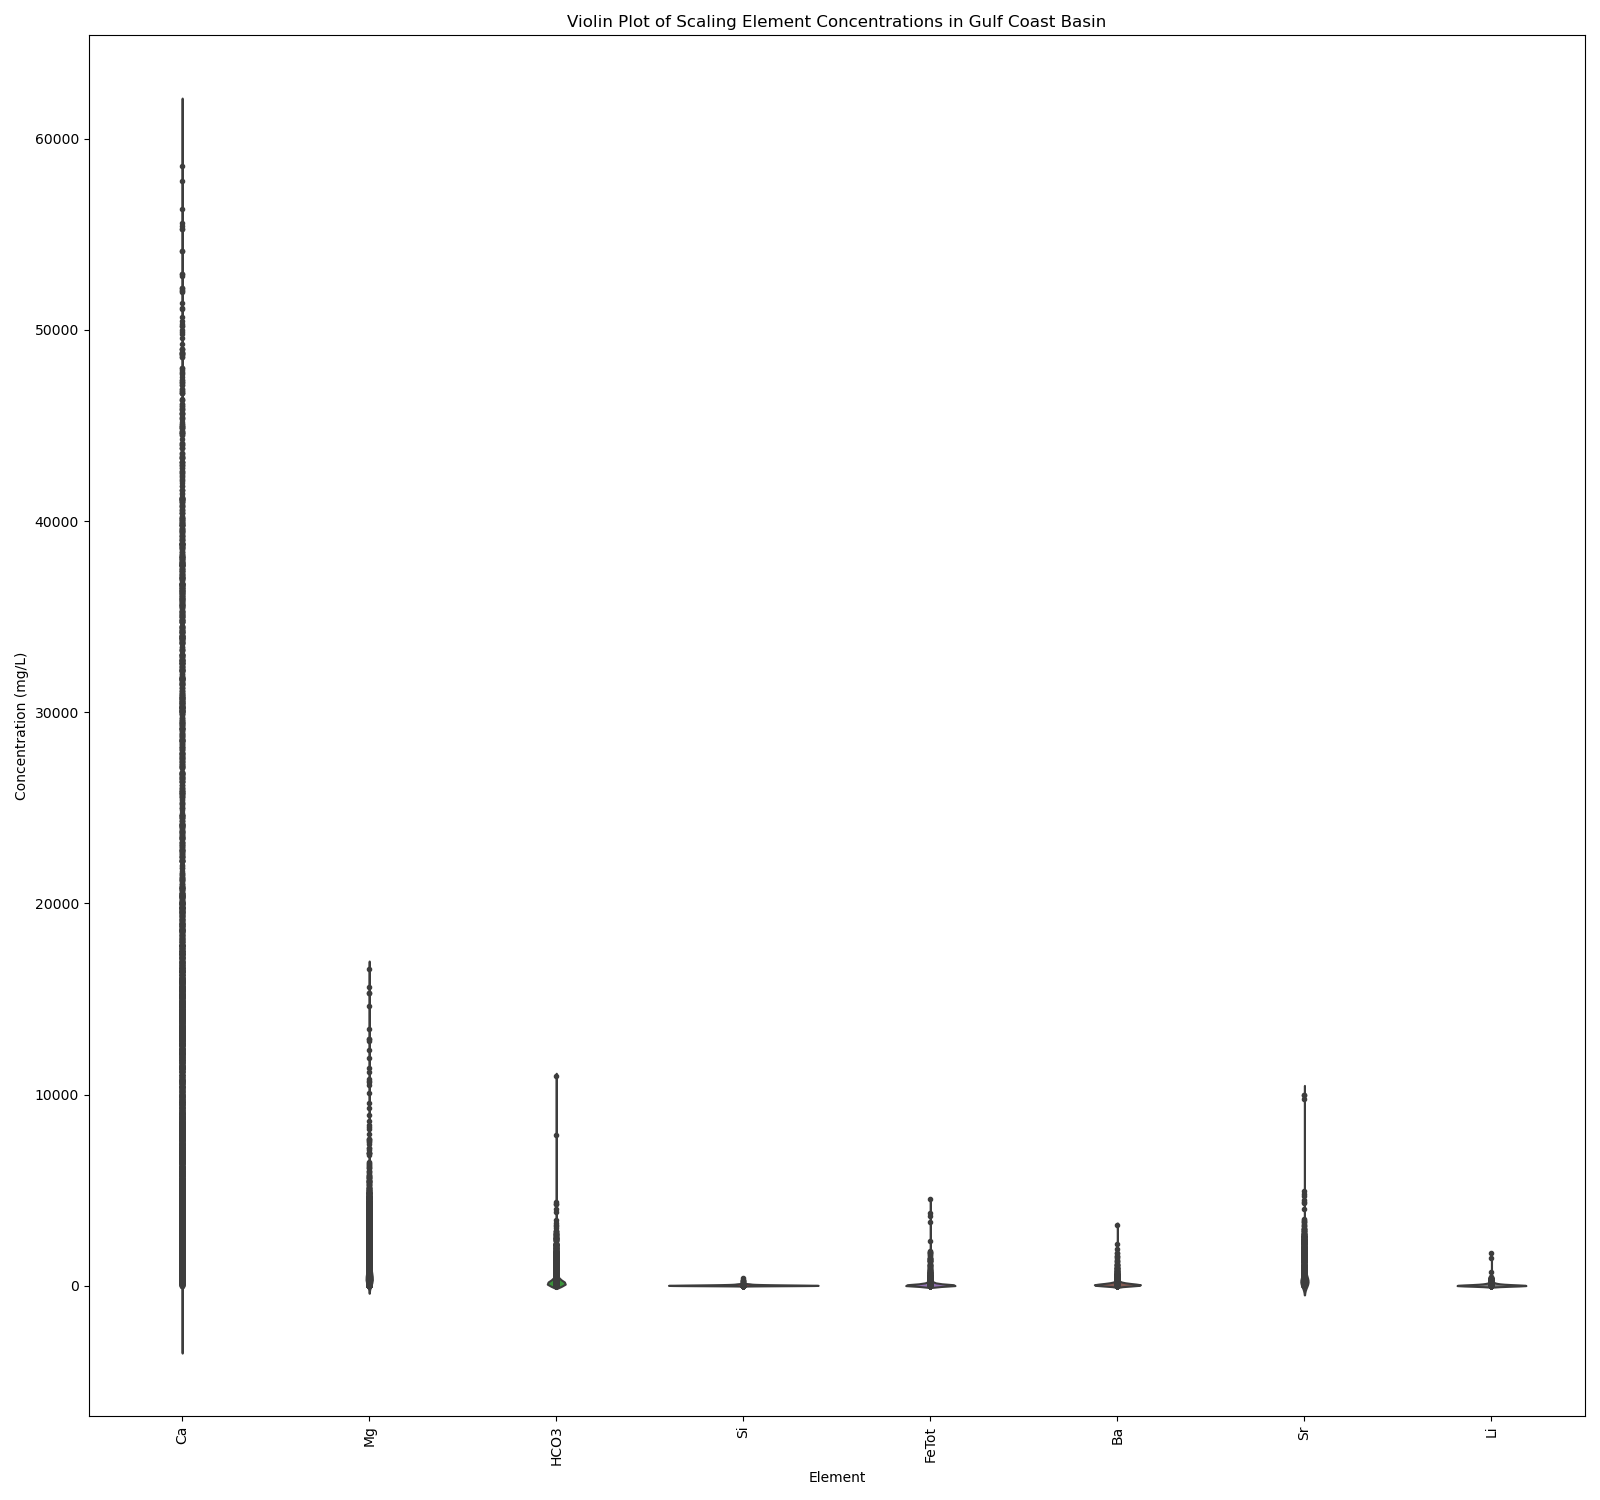 Violin Plot of Scaling Element Concentrations in Gulf Coast Basin
60000
50000
40000
30000
20000
10000
0
Concentration (mg/L)
Ca
Mg
HCO3
Si
FeTot
Ba
Sr
Li
Element